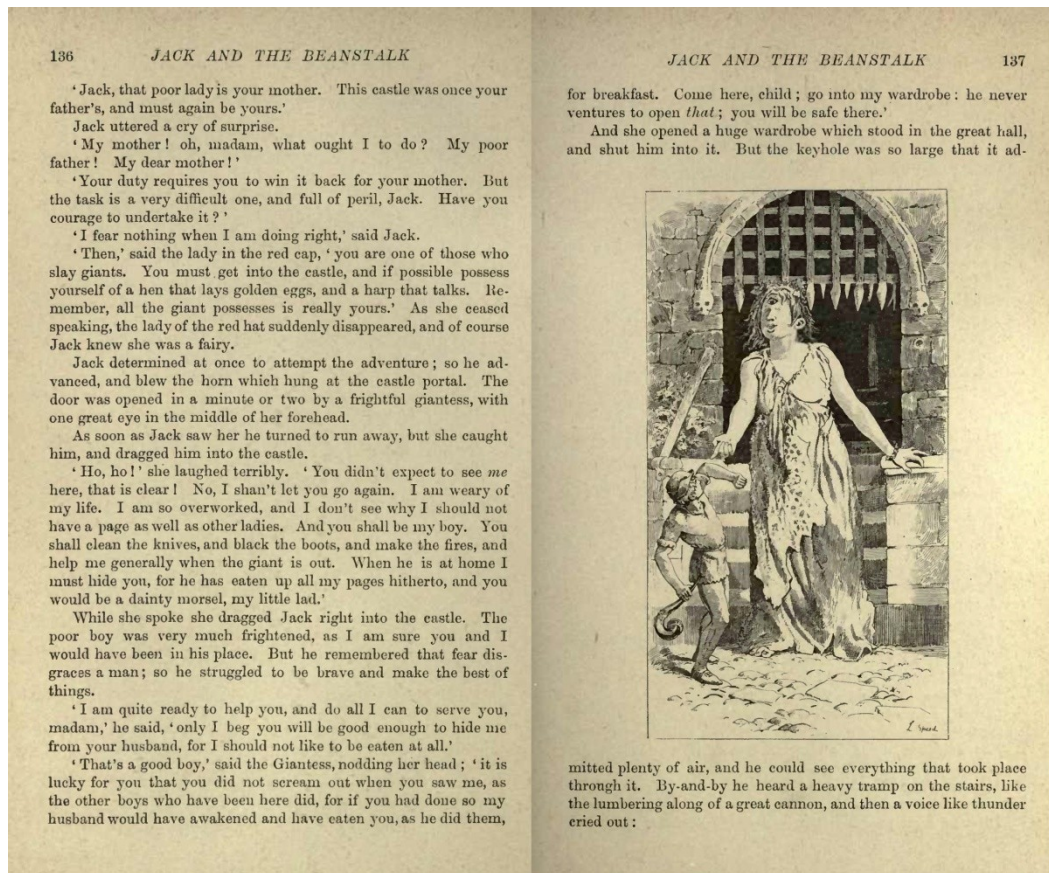 136 JACK AND THE BEANSTALK
‘Jack, that poor lady is your mother. This castle was once your
father's, and must again be yours.’
Jack uttered a cry of surprise.
‘My mother! oh, madam, what ought I to do? My poor
father! My dear mother!’
‘Your duty requires you to win it back for your mother. But
the task is a very difficult one, and full of peril, Jack. Have you
courage to undertake it?’
‘I fear nothing when I am doing right,’ said Jack.
‘Then,’ said the lady in the red cap, ‘you are one of those who
slay giants. You must get into the castle, and if possible possess
yourself of a hen that lays golden eggs, and a harp that talks. Re-
member, all the giant possesses is really yours.’ As she ceased
speaking, the lady of the red hat suddenly disappeared, and of course
Jack knew she was a fairy.
Jack determined at once to attempt the adventure; so he ad-
vanced, and blew the horn which hung at the castle portal. The
door was opened in a minute or two by a frightful giantess, with
one great eye in the middle of her forehead.
As soon as Jack saw her he turned to run away, but she caught
him, and dragged him into the castle.
‘Ho, ho!’ she laughed terribly. ‘You didn't expect to see me
here, that is clear! No, I shan't let you go again. I am weary of
my life. I am so overworked, and I don't see why I should not
have a page as well as other ladies. And you shall be my boy. You
shall clean the knives, and black the boots, and make the fires, and
help me generally when the giant is out. When he is at home I
must hide you, for he has eaten up all my pages hitherto, and you
would be a dainty morsel, my little lad.’
While she spoke she dragged Jack right into the castle. The
poor boy was very much frightened, as I am sure you and I
would have been in his place. But he remembered that fear dis-
graces a man; so he struggled to be brave and make the best of
things.
‘I am quite ready to help you, and do all I can to serve you,
madam,’ he said, ‘only I beg you will be good enough to hide me
from your husband, for I should not like to be eaten at all.’
‘That's a good boy,’ said the Giantess, nodding her head; ‘it is
lucky for you that you did not scream out when you saw me, as
the other boys who have been here did, for if you had done so my
husband would have awakened and have eaten you, as he did them,
JACK AND THE BEANSTALK 137
for breakfast. Come here, child; go into my wardrobe: he never
ventures to open that; you will be safe there.’
And she opened a huge wardrobe which stood in the great hall,
and shut him into it. But the keyhole was so large that it ad-
L. Speed
mitted plenty of air, and he could see everything that took place
through it. By-and-by he heard a heavy tramp on the stairs, like
the lumbering along of a great cannon, and then a voice like thunder
cried out: